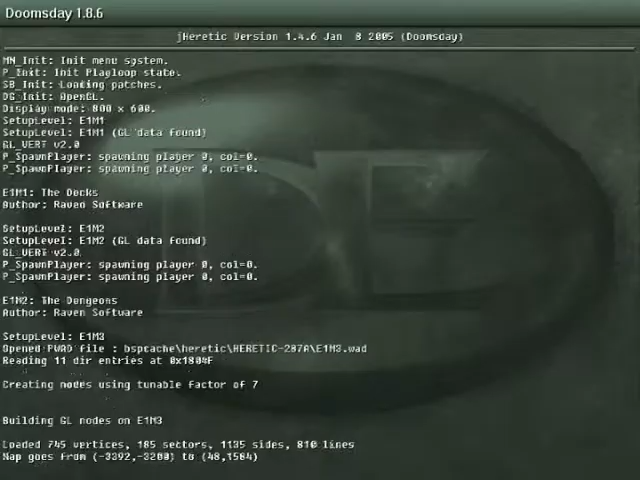 Doomsday 1.8.6
jHeretic Version 1.4.6 Jan 8 2005 (Doomsday)
MN_Init: Init menu system.
P_Init: Init Playloop state.
SB_Init: Loading patches.
DG_Init: OpenGL.
Display mode: 800 x 600.
SetupLevel: E1M1
SetupLevel: E1M1 (GL data found)
GL_VERT v2.0
P_SpawnPlayer: spawning player 0, col=0.
P_SpawnPlayer: spawning player 0, col=0.
E1M1: The Docks
Author: Raven Software
SetupLevel: E1M2
SetupLevel: E1M2 (GL data found)
GL_VERT v2.0
P_SpawnPlayer: spawning player 0, col=0.
P_SpawnPlayer: spawning player 0, col=0.
E1M2: The Dungeons
Author: Raven Software
SetupLevel: E1M3
Opened PWAD file : bspcache\heretic\HERETIC-287A\E1M3.wad
Reading 11 dir entries at 0x1804F
Creating nodes using tunable factor of 7
Building GL nodes on E1M3
Loaded 745 vertices, 185 sectors, 1135 sides, 810 lines
Map goes from (-3392,-3200) to (48,1584)
DE